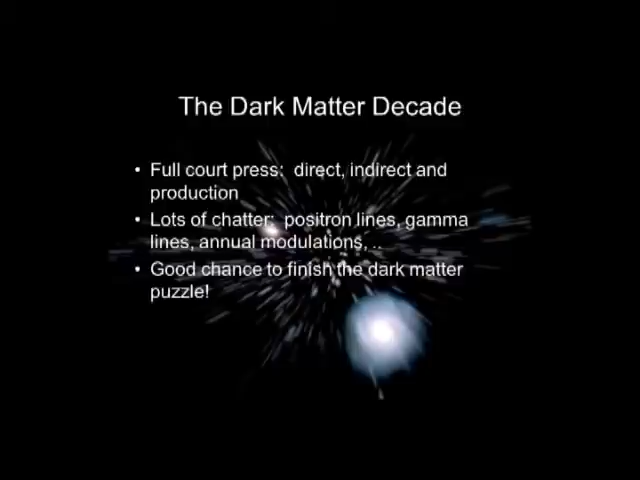 The Dark Matter Decade
• Full court press: direct, indirect and
production
• Lots of chatter: positron lines, gamma
lines, annual modulations, ..
• Good chance to finish the dark matter
puzzle!